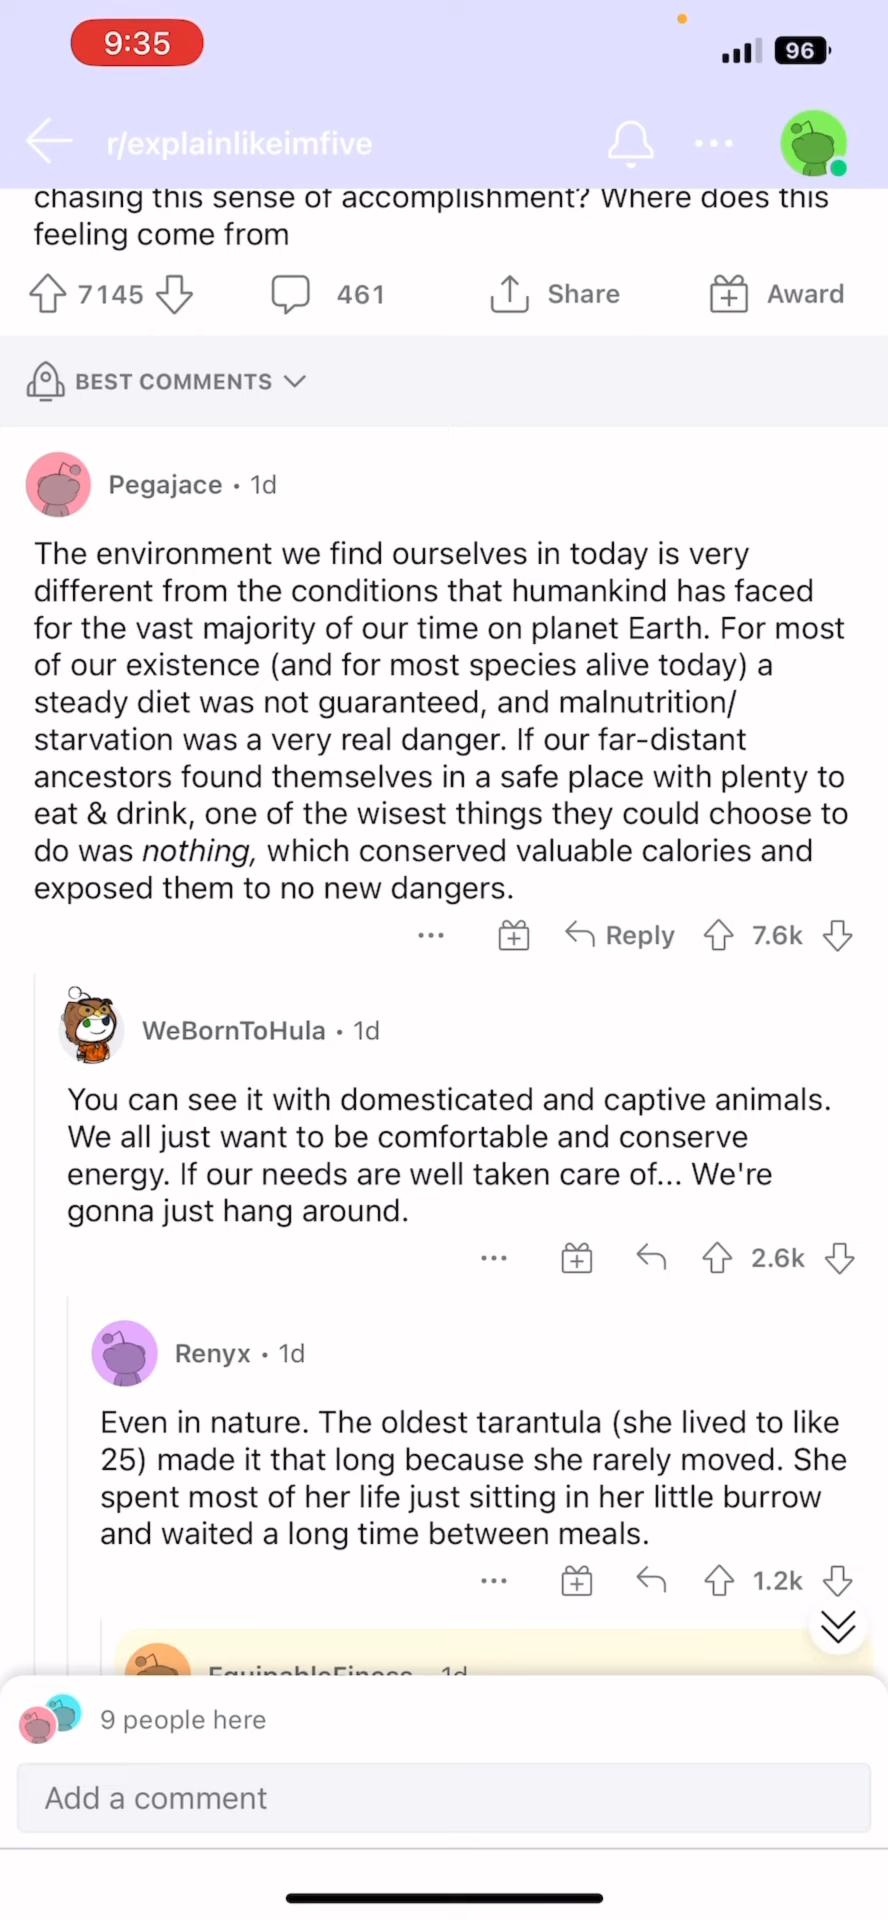 9:35
96
r/explainlikeimfive
chasing this sense of accomplishment? Where does this
feeling come from
7145
461
Share
Award
BEST COMMENTS
Pegajace • 1d
The environment we find ourselves in today is very
different from the conditions that humankind has faced
for the vast majority of our time on planet Earth. For most
of our existence (and for most species alive today) a
steady diet was not guaranteed, and malnutrition/
starvation was a very real danger. If our far-distant
ancestors found themselves in a safe place with plenty to
eat & drink, one of the wisest things they could choose to
do was nothing, which conserved valuable calories and
exposed them to no new dangers.
Reply
7.6k
WeBornToHula • 1d
You can see it with domesticated and captive animals.
We all just want to be comfortable and conserve
energy. If our needs are well taken care of... We're
gonna just hang around.
2.6k
Renyx • 1d
Even in nature. The oldest tarantula (she lived to like
25) made it that long because she rarely moved. She
spent most of her life just sitting in her little burrow
and waited a long time between meals.
1.2k
1d
9 people here
Add a comment